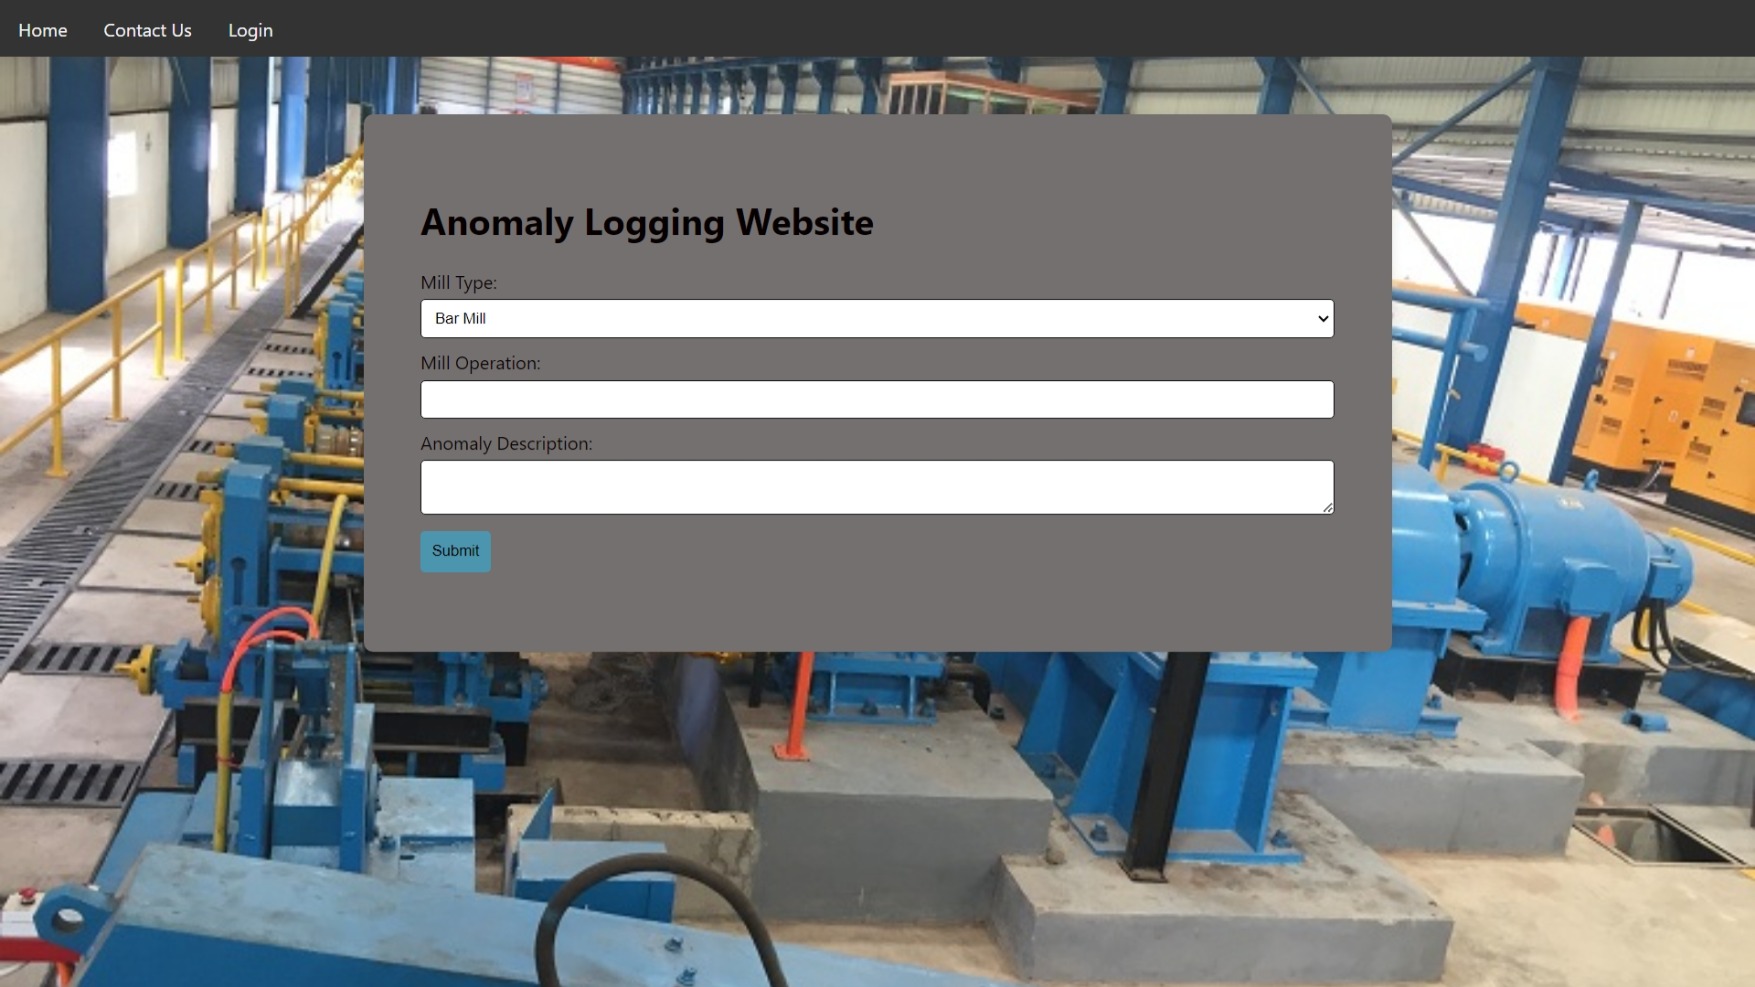 Home Contact Us Login
Anomaly Logging Website
Mill Type:
Bar Mill
Mill Operation:
Anomaly Description:
Submit